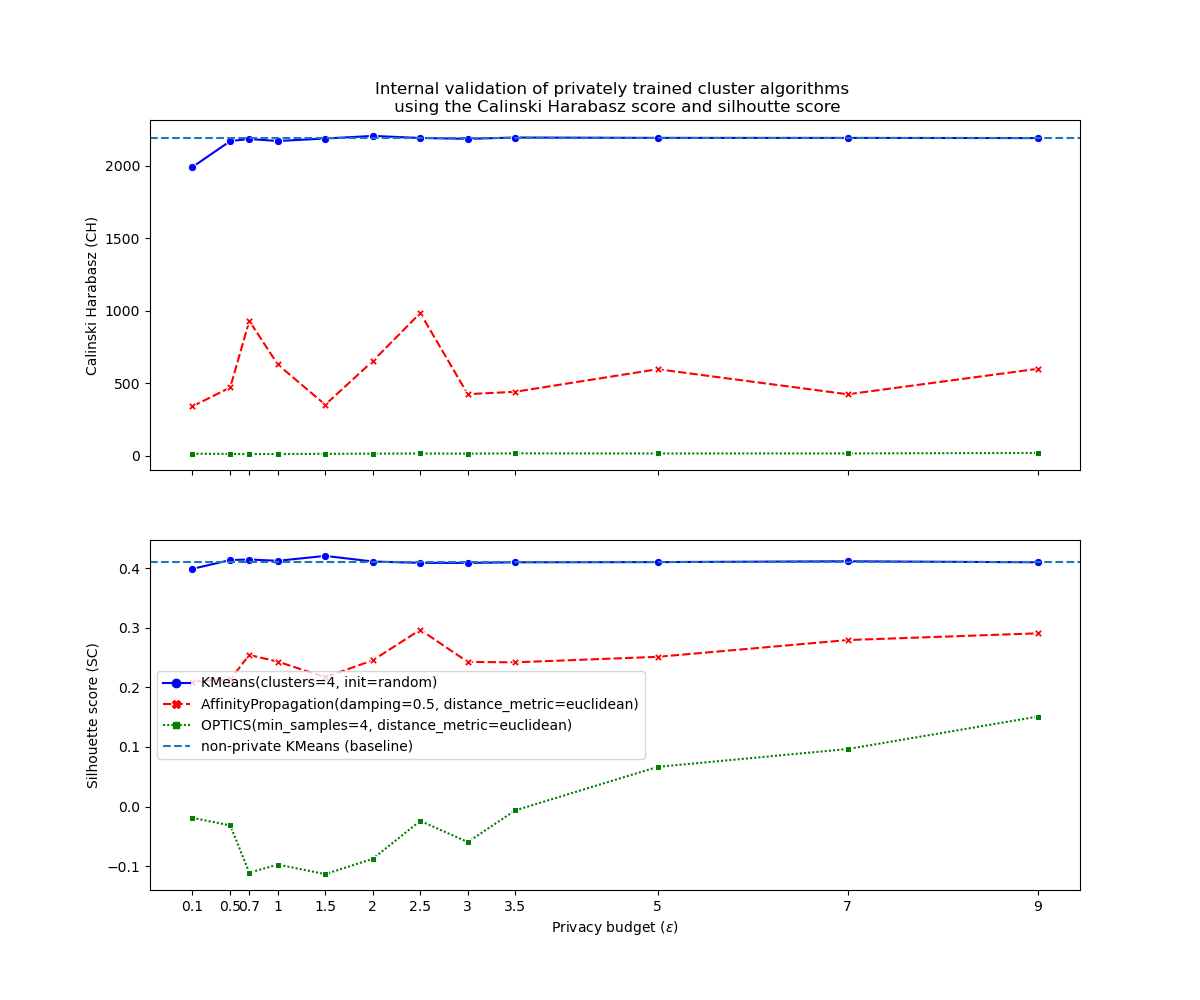 Internal validation of privately trained cluster algorithms
using the Calinski Harabasz score and silhoutte score
Calinski Harabasz (CH)
2000
1500
1000
500
0
Silhouette score (SC)
0.4
0.3
0.2
0.1
0.0
−0.1
KMeans(clusters=4, init=random)
AffinityPropagation(damping=0.5, distance_metric=euclidean)
OPTICS(min_samples=4, distance_metric=euclidean)
non-private KMeans (baseline)
0.1 0.5 0.7 1 1.5 2 2.5 3 3.5 5 7 9
Privacy budget (ε)